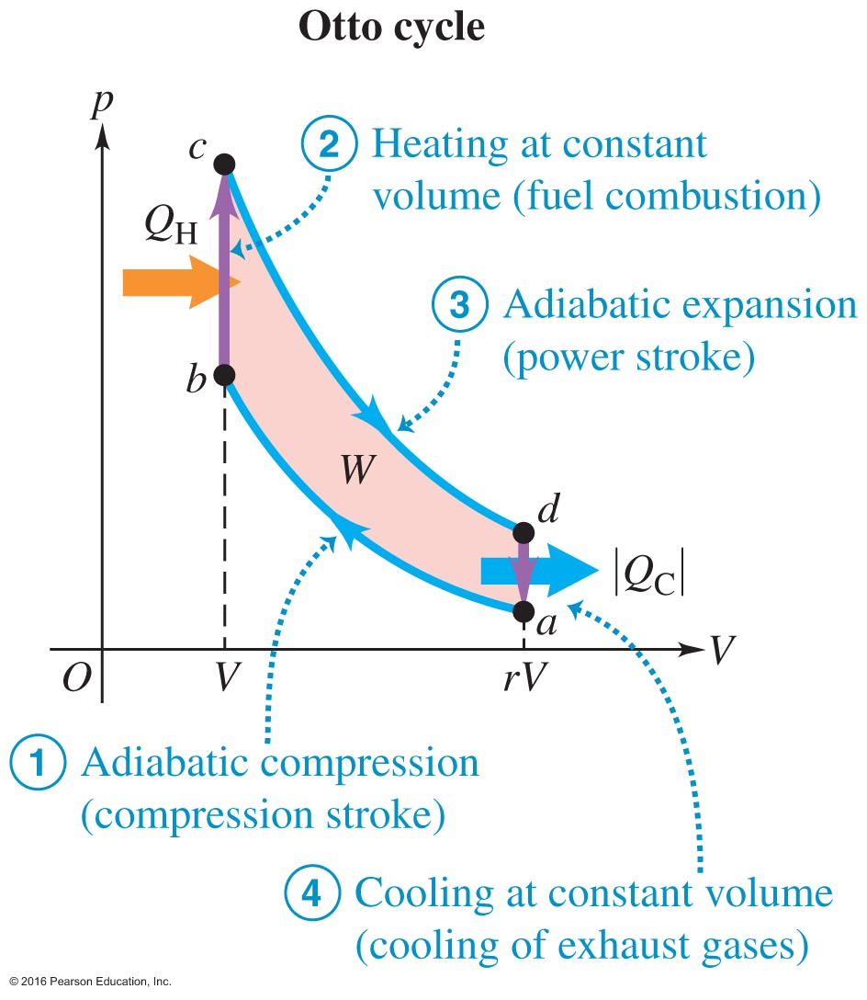 Otto cycle
p
c
2 Heating at constant
volume (fuel combustion)
QH
3 Adiabatic expansion
(power stroke)
b
W
d
|QC|
a
O
V
rV
V
1 Adiabatic compression
(compression stroke)
4 Cooling at constant volume
(cooling of exhaust gases)
© 2016 Pearson Education, Inc.